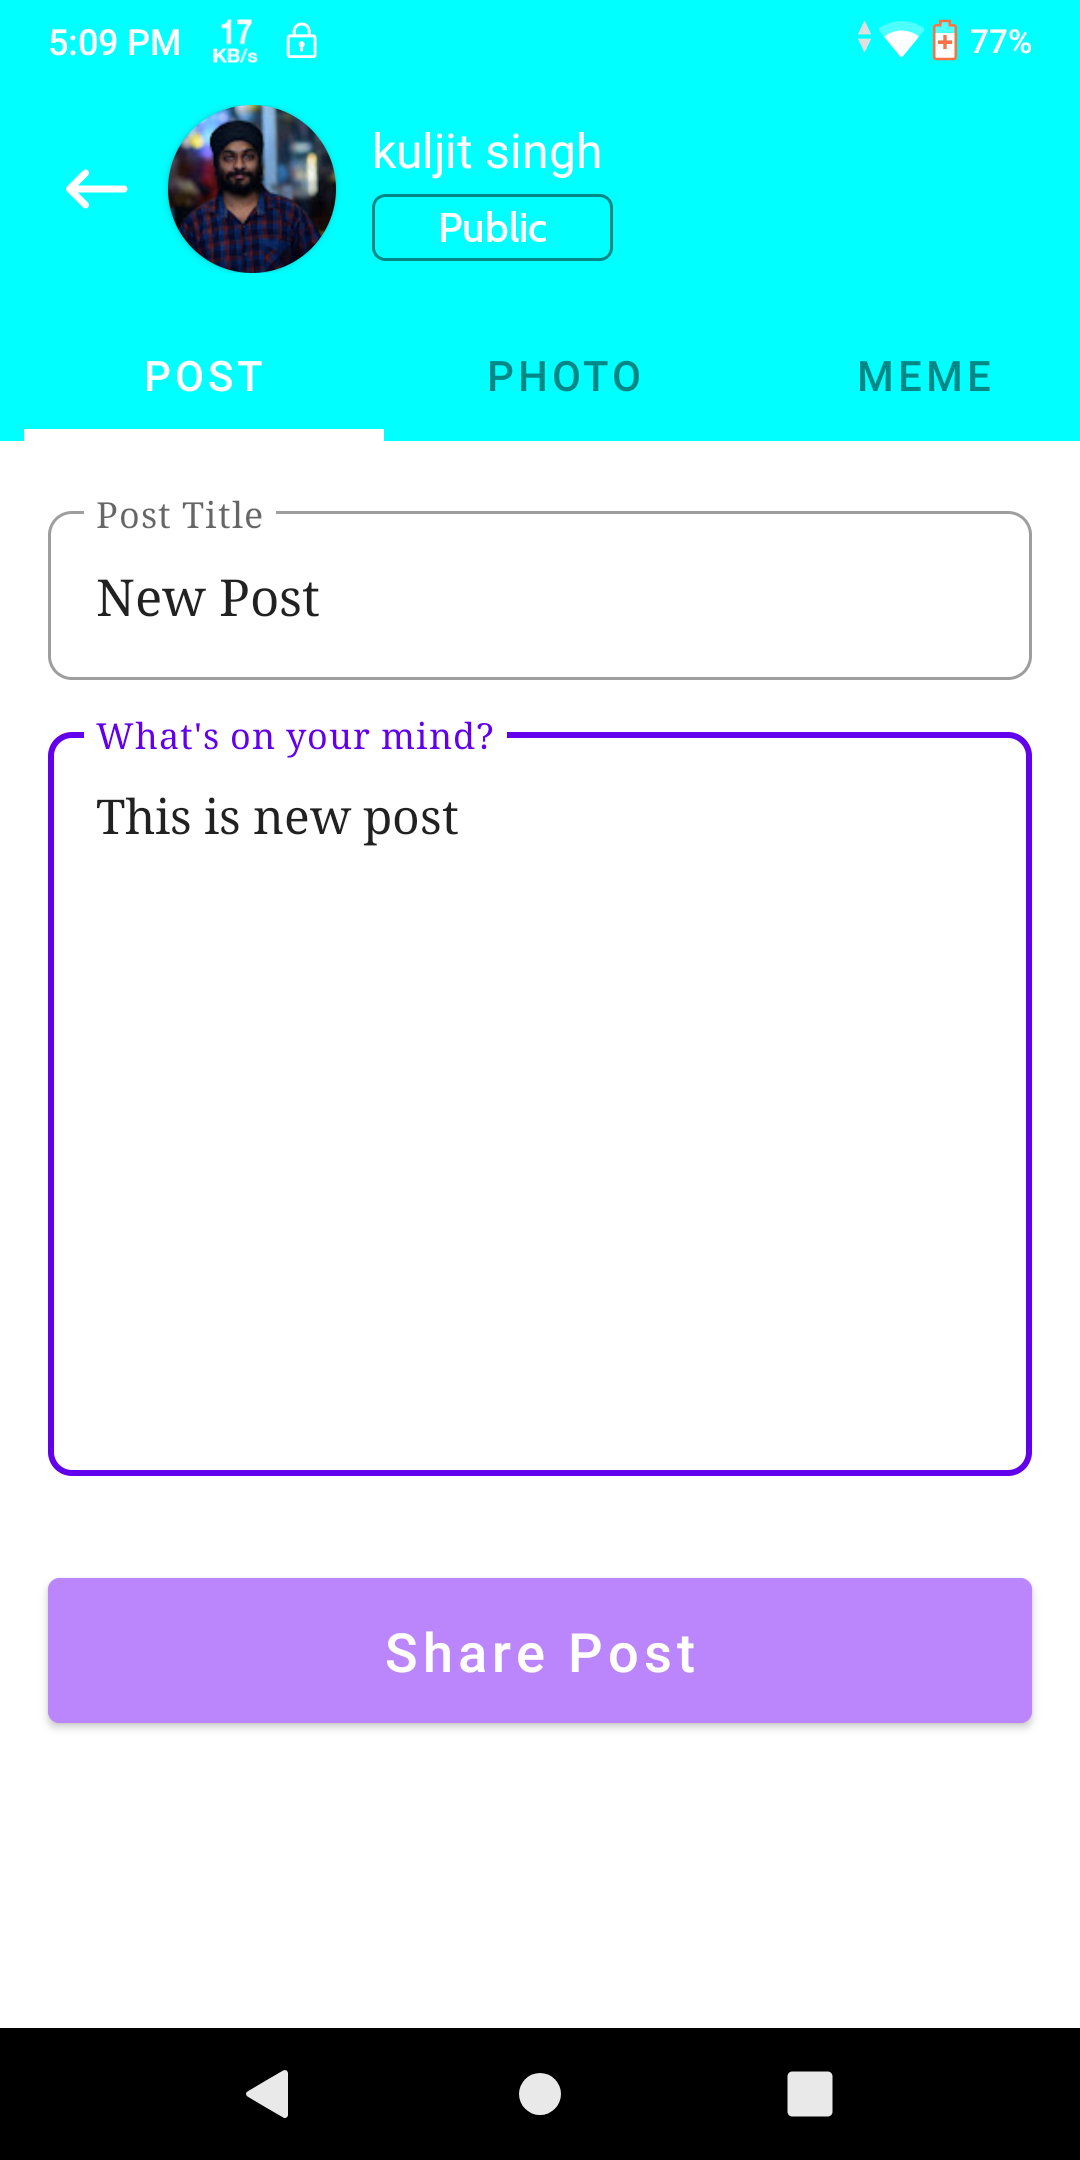 5:09 PM 17 KB/s 77%
kuljit singh
Public
POST PHOTO MEME
Post Title
New Post
What's on your mind?
This is new post
Share Post